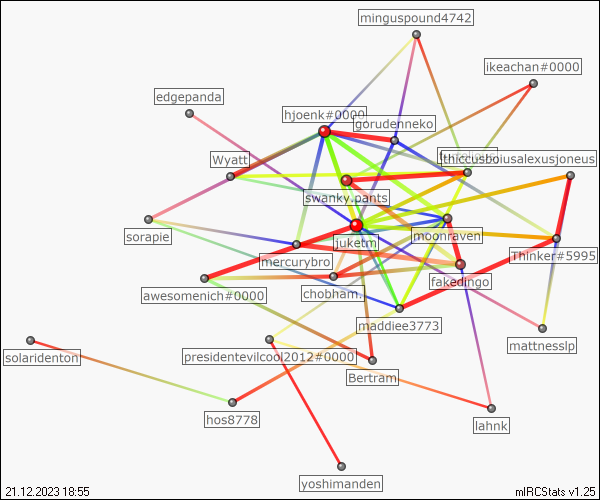 minguspound4742
ikeachan#0000
edgepanda
hjoenk#0000
gorudenneko
Wyatt
lthicusboiusalexusjoneus
swanky.pants
sorapie
juketm
moonraven
mercurybro
Thinker#5995
fakedingo
awesomenich#0000
chobham.
maddiee3773
mattnesslp
solaridenton
presidentevilcool2012#0000
Bertram
hos8778
lahnk
yoshimanden
21.12.2023 18:55
mIRCStats v1.25